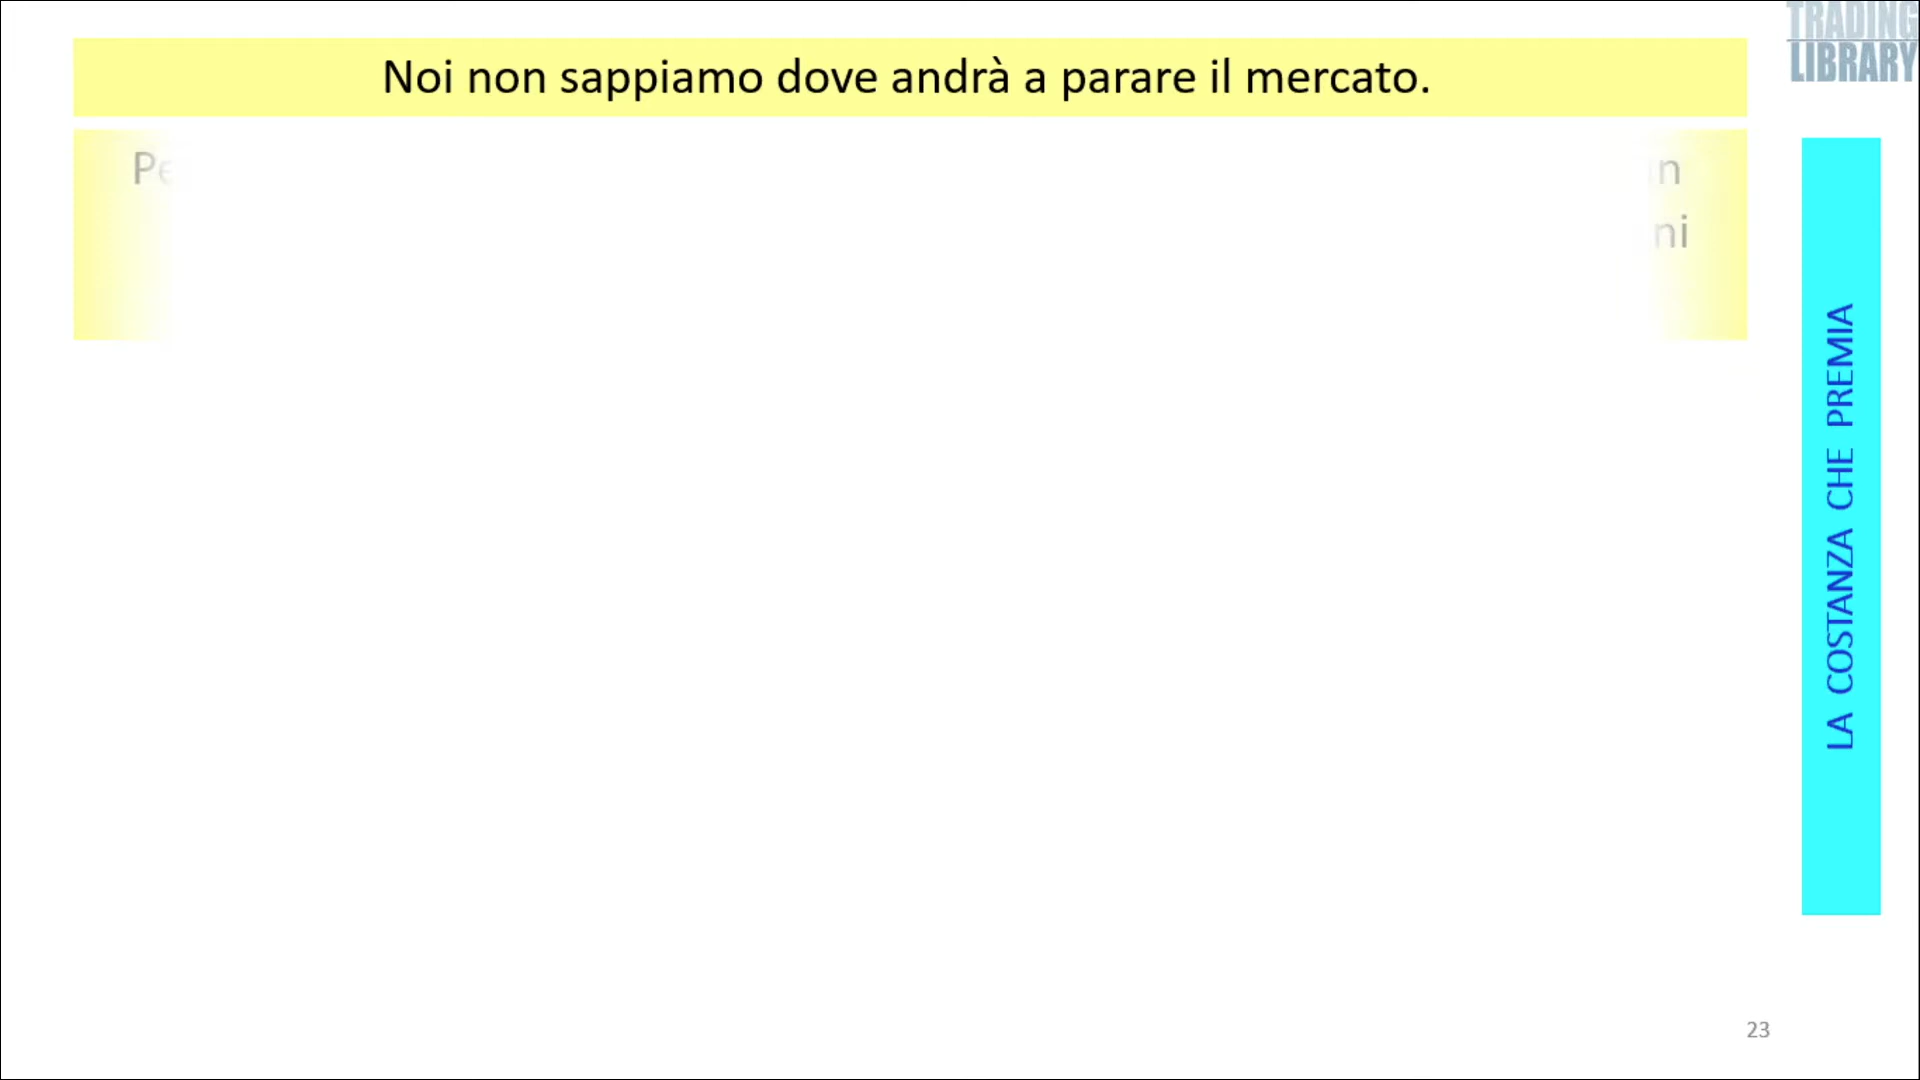 TRADING
LIBRARY
Noi non sappiamo dove andrà a parare il mercato.
LA COSTANZA CHE PREMIA
23